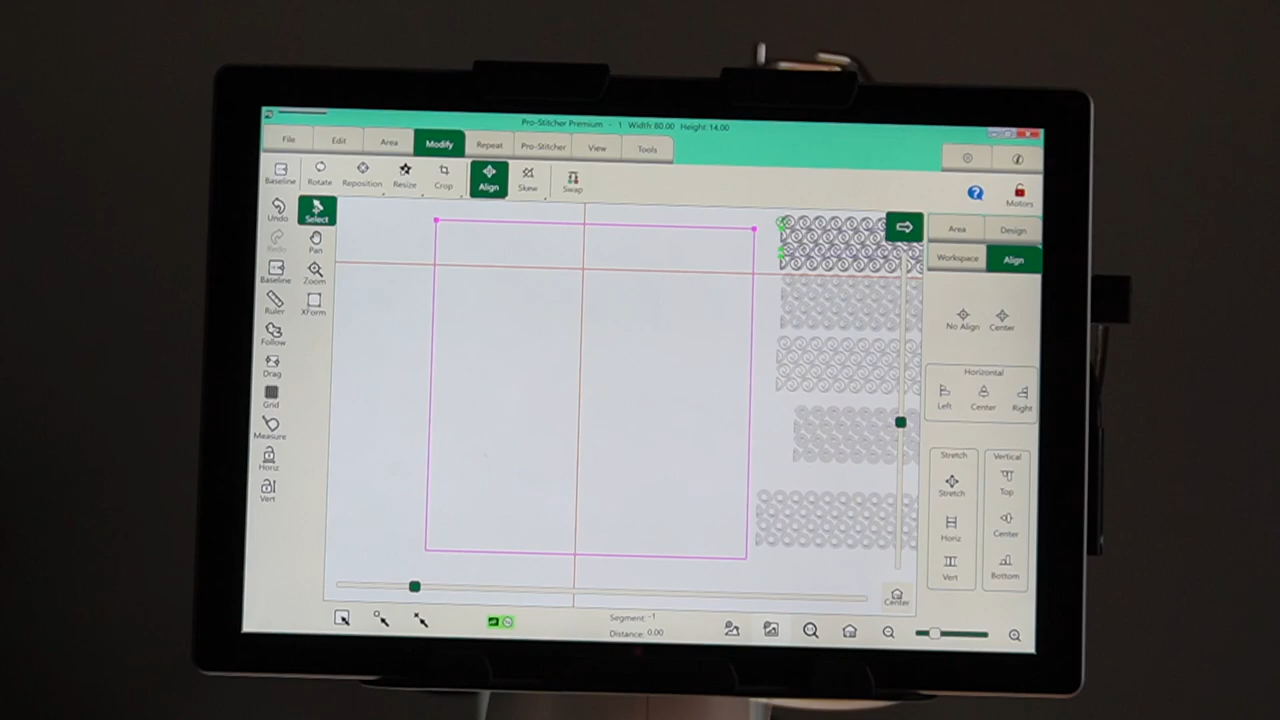 Pro-Stitcher Premium - 1 Width:80.00 Height: 14.00
File Edit Area Modify Repeat Pro-Stitcher View Tools
Baseline Rotate Reposition Resize Crop Align Skew Swap
Motors
Undo Select
Redo Pan
Baseline Zoom
Ruler XForm
Follow
Drag
Grid
Measure
Horiz
Vert
Area Design
Workspace Align
No Align Center
Horizontal
Left Center Right
Stretch Vertical
Stretch Top
Horiz Center
Vert Bottom
Center
Segment: -1
Distance: 0.00